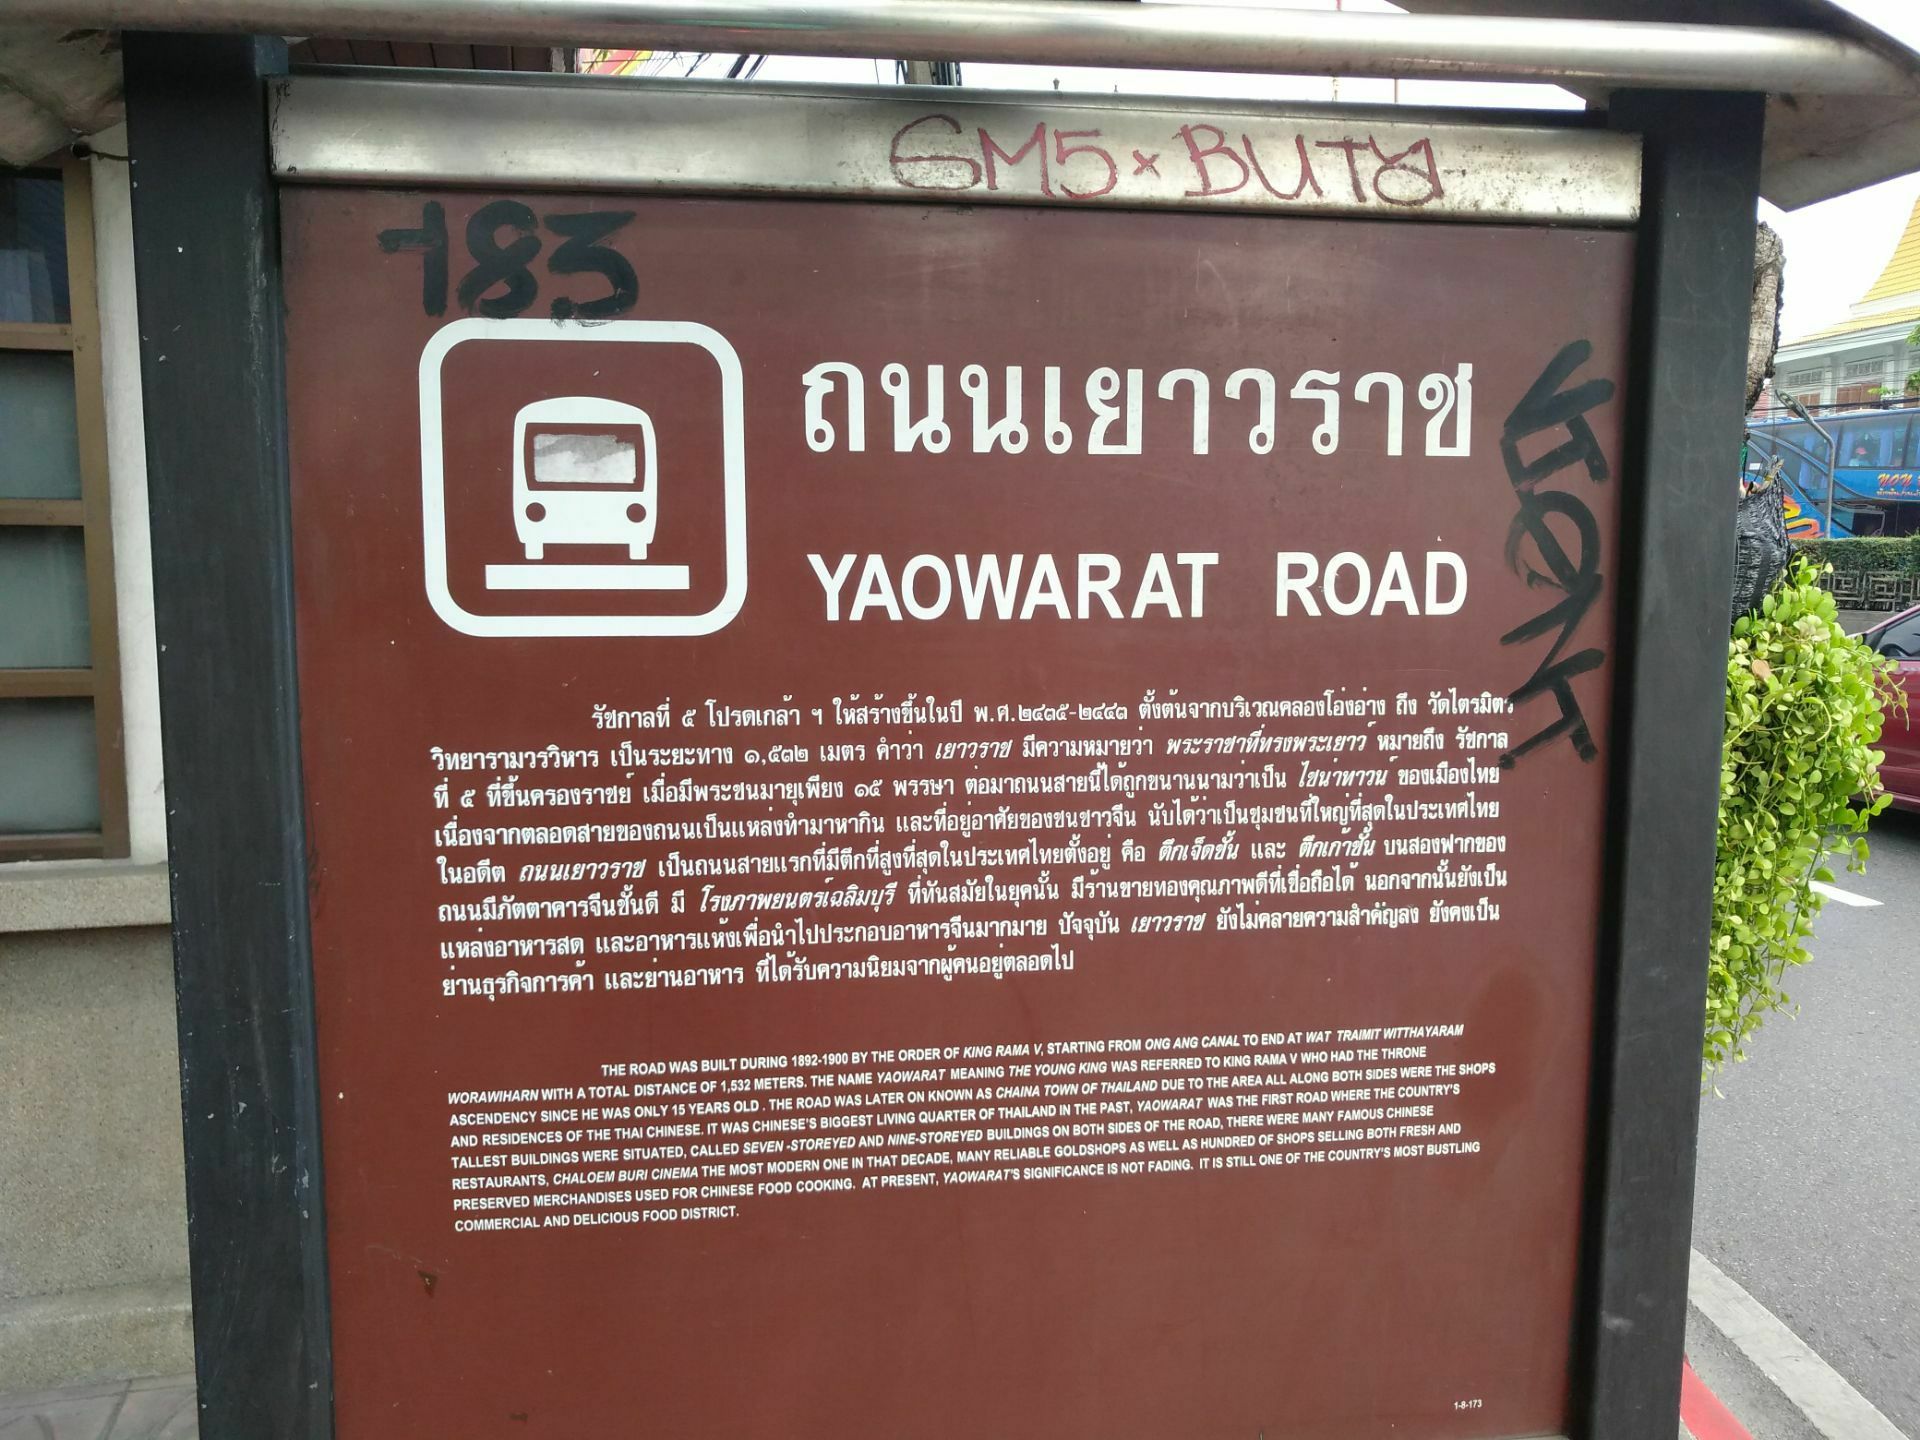 GM5 x BUTA
183
ถนนเยาวราช
YAOWARAT ROAD
รัชกาลที่ ๕ โปรดเกล้า ฯ ให้สร้างขึ้นในปี พ.ศ.๒๔๓๕-๒๔๔๓ ตั้งต้นจากบริเวณคลองโอ่งอ่าง ถึง วัดไตรมิตร
วิทยารามวรวิหาร เป็นระยะทาง ๑,๕๓๒ เมตร คำว่า เยาวราช มีความหมายว่า พระราชาที่ทรงพระเยาว์ หมายถึง รัชกาล
ที่ ๕ ที่ขึ้นครองราชย์ เมื่อมีพระชนมายุเพียง ๑๕ พรรษา ต่อมาถนนสายนี้ได้ถูกขนานนามว่าเป็น ไชน่าทาวน์ ของเมืองไทย
เนื่องจากตลอดสายของถนนเป็นแหล่งทำมาหากิน และที่อยู่อาศัยของชนชาวจีน นับได้ว่าเป็นชุมชนที่ใหญ่ที่สุดในประเทศไทย
ในอดีต ถนนเยาวราช เป็นถนนสายแรกที่มีตึกที่สูงที่สุดในประเทศไทยตั้งอยู่ คือ ตึกเจ็ดชั้น และ ตึกเก้าชั้น บนสองฟากของ
ถนนมีภัตตาคารจีนชั้นดี มี โรงภาพยนตร์เฉลิมบุรี ที่ทันสมัยในยุคนั้น มีร้านขายทองคุณภาพดีที่เชื่อถือได้ นอกจากนั้นยังเป็น
แหล่งอาหารสด และอาหารแห้งเพื่อนำไปประกอบอาหารจีนมากมาย ปัจจุบัน เยาวราช ยังไม่คลายความสำคัญลง ยังคงเป็น
ย่านธุรกิจการค้า และย่านอาหาร ที่ได้รับความนิยมจากผู้คนอยู่ตลอดไป
THE ROAD WAS BUILT DURING 1892-1900 BY THE ORDER OF KING RAMA V, STARTING FROM ONG ANG CANAL TO END AT WAT TRAIMIT WITTHAYARAM
WORAWIHARN WITH A TOTAL DISTANCE OF 1,532 METERS. THE NAME YAOWARAT MEANING THE YOUNG KING WAS REFERRED TO KING RAMA V WHO HAD THE THRONE
ASCENDENCY SINCE HE WAS ONLY 15 YEARS OLD . THE ROAD WAS LATER ON KNOWN AS CHAINA TOWN OF THAILAND DUE TO THE AREA ALL ALONG BOTH SIDES WERE THE SHOPS
AND RESIDENCES OF THE THAI CHINESE. IT WAS CHINESE'S BIGGEST LIVING QUARTER OF THAILAND IN THE PAST, YAOWARAT WAS THE FIRST ROAD WHERE THE COUNTRY'S
TALLEST BUILDINGS WERE SITUATED, CALLED SEVEN -STOREYED AND NINE-STOREYED BUILDINGS ON BOTH SIDES OF THE ROAD, THERE WERE MANY FAMOUS CHINESE
RESTAURANTS, CHALOEM BURI CINEMA THE MOST MODERN ONE IN THAT DECADE, MANY RELIABLE GOLDSHOPS AS WELL AS HUNDRED OF SHOPS SELLING BOTH FRESH AND
PRESERVED MERCHANDISES USED FOR CHINESE FOOD COOKING. AT PRESENT, YAOWARAT'S SIGNIFICANCE IS NOT FADING. IT IS STILL ONE OF THE COUNTRY'S MOST BUSTLING
COMMERCIAL AND DELICIOUS FOOD DISTRICT.
1-8-173